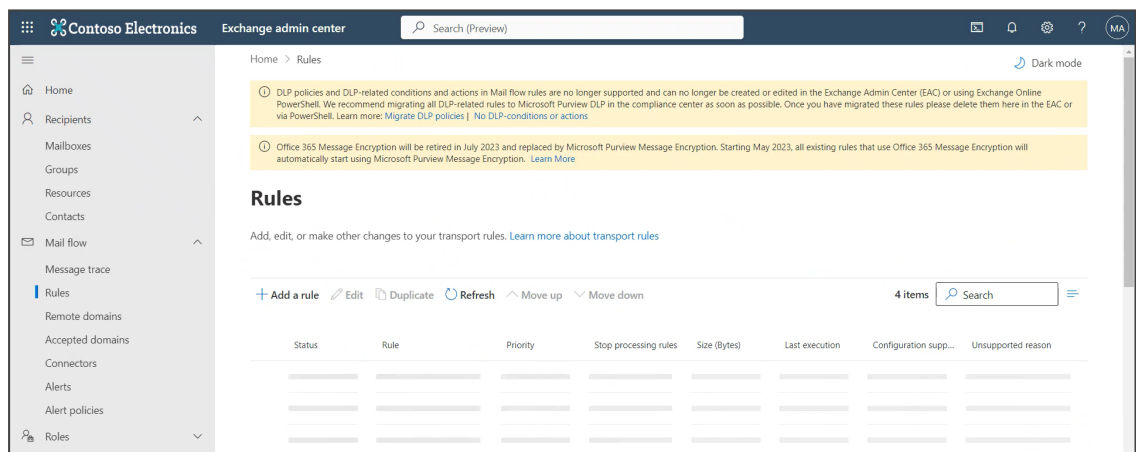 Contoso Electronics
Exchange admin center
Search (Preview)
?
MA
Home > Rules
Dark mode
Home
Recipients
Mailboxes
Groups
Resources
Contacts
Mail flow
Message trace
Rules
Remote domains
Accepted domains
Connectors
Alerts
Alert policies
Roles
DLP policies and DLP-related conditions and actions in Mail flow rules are no longer supported and can no longer be created or edited in the Exchange Admin Center (EAC) or using Exchange Online
PowerShell. We recommend migrating all DLP-related rules to Microsoft Purview DLP in the compliance center as soon as possible. Once you have migrated these rules please delete them here in the EAC or
via PowerShell. Learn more: Migrate DLP policies | No DLP-conditions or actions
Office 365 Message Encryption will be retired in July 2023 and replaced by Microsoft Purview Message Encryption. Starting May 2023, all existing rules that use Office 365 Message Encryption will
automatically start using Microsoft Purview Message Encryption. Learn More
Rules
Add, edit, or make other changes to your transport rules. Learn more about transport rules
Add a rule Edit Duplicate Refresh Move up Move down 4 items Search
Status Rule Priority Stop processing rules Size (Bytes) Last execution Configuration supp... Unsupported reason